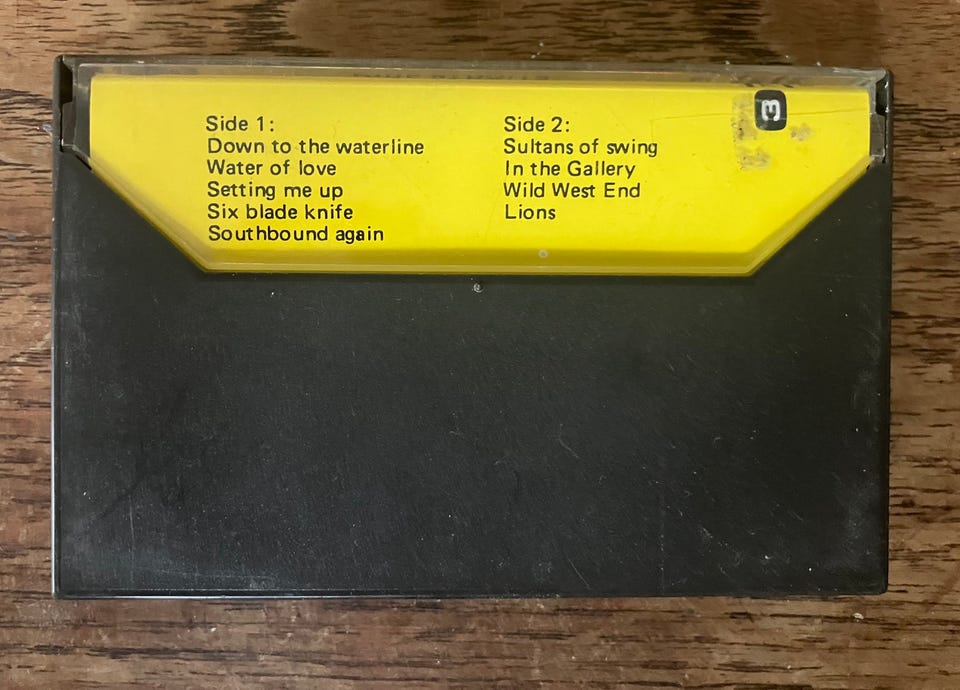 Side 1:
Down to the waterline
Water of love
Setting me up
Six blade knife
Southbound again
Side 2:
Sultans of swing
In the Gallery
Wild West End
Lions
3